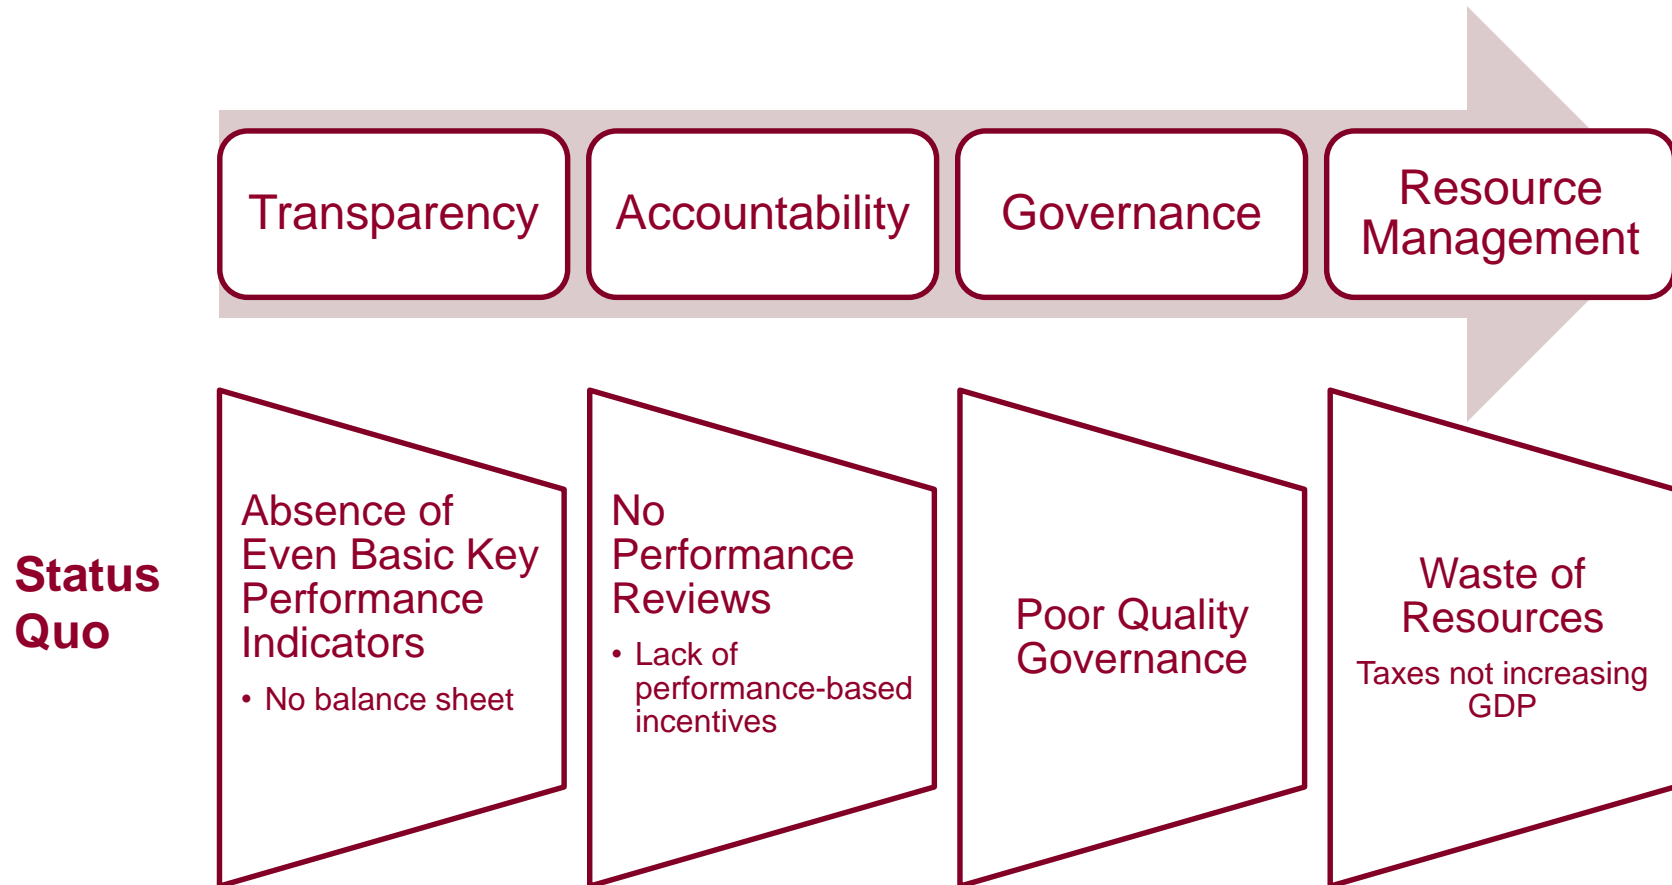 Transparency
Accountability
Governance
Resource
Management
Status
Quo
Absence of
Even Basic Key
Performance
Indicators
• No balance sheet
No
Performance
Reviews
• Lack of
performance-based
incentives
Poor Quality
Governance
Waste of
Resources
Taxes not increasing
GDP